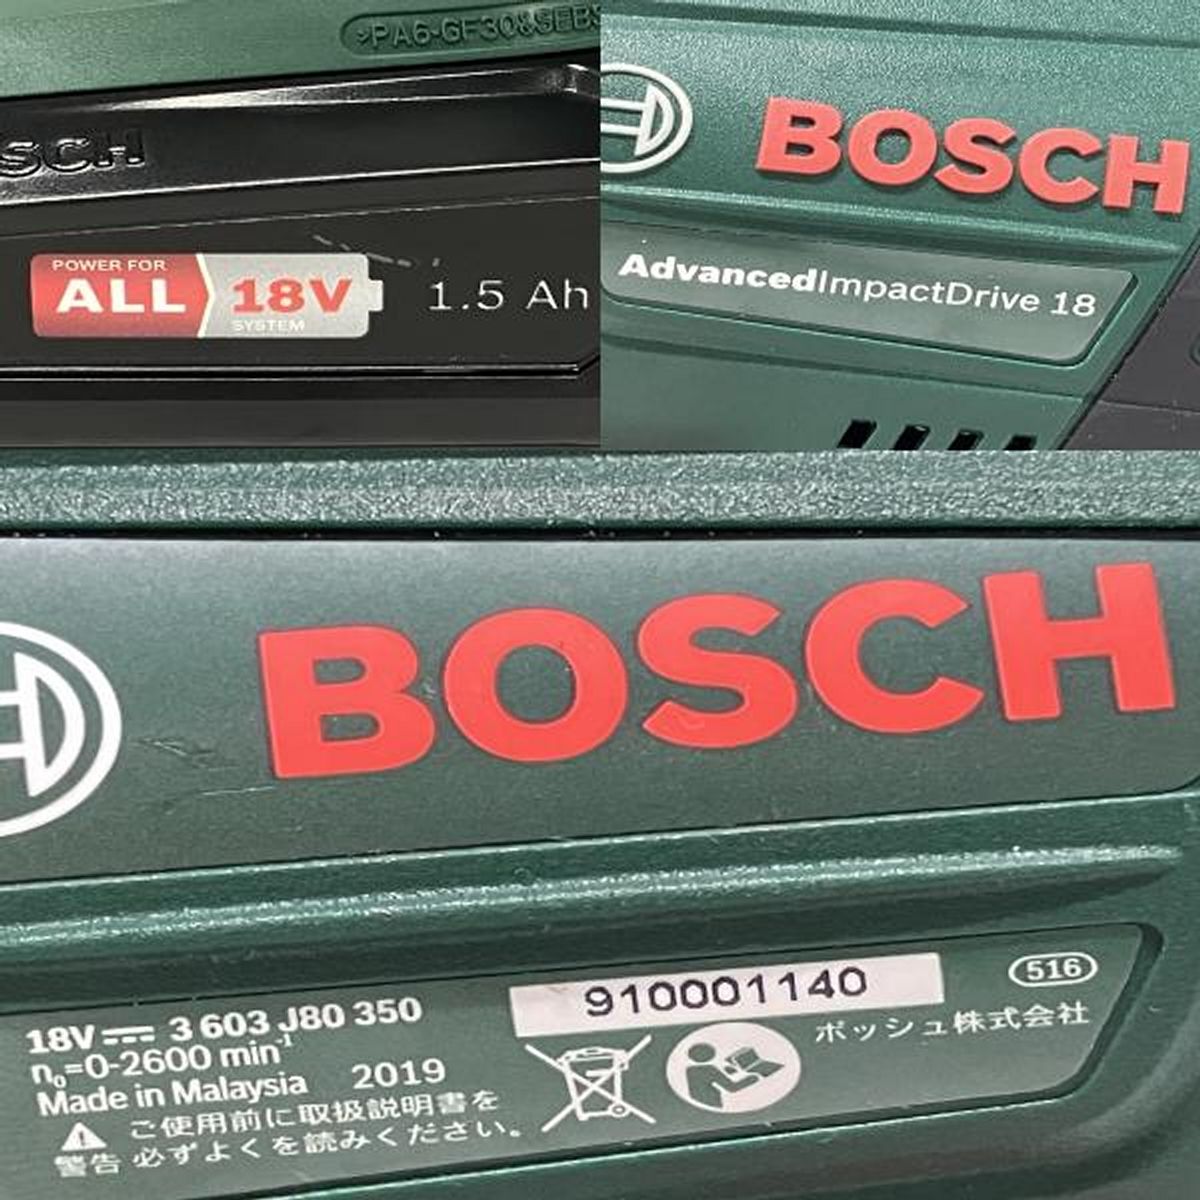 >PA6-GF30&SEBS
SCH
POWER FOR
ALL 18V
SYSTEM
1.5 Ah
BOSCH
AdvancedImpactDrive 18
BOSCH
18V 3 603 J80 350
n₀=0-2600 min⁻¹
Made in Malaysia 2019
ご使用前に取扱説明書を
警告 必ずよくを読みください。
910001140
516
ボッシュ株式会社